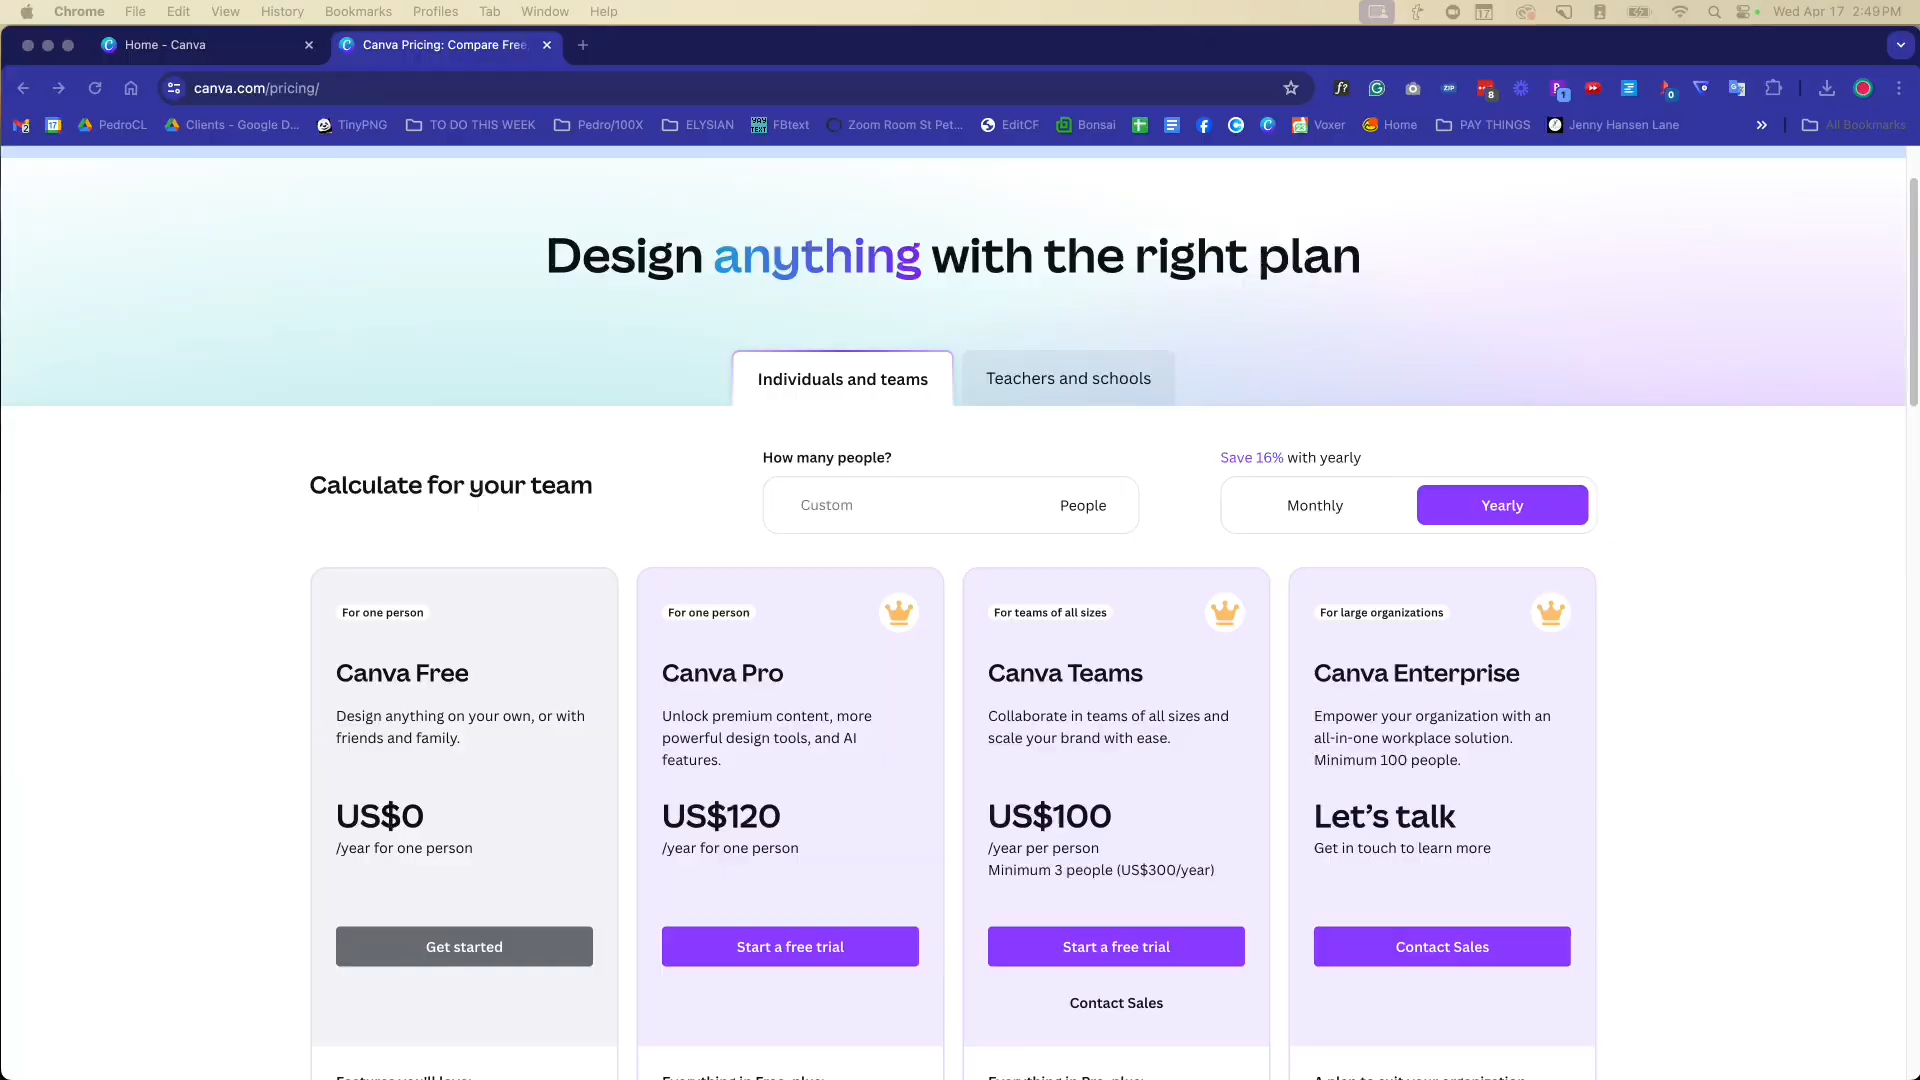 Chrome File Edit View History Bookmarks Profiles Tab Window Help 17 Wed Apr 17 2:49 PM
Home - Canva Canva Pricing: Compare Free,
canva.com/pricing/ f? ZIP 8 1 0
2 17 PedroCL Clients - Google D... TinyPNG TO DO THIS WEEK Pedro/100X ELYSIAN FBtext Zoom Room St Pet... EditCF Bonsai Voxer Home PAY THINGS Jenny Hansen Lane All Bookmarks
Design anything with the right plan
Individuals and teams Teachers and schools
How many people? Save 16% with yearly
Calculate for your team
Custom People Monthly Yearly
For one person
Canva Free
Design anything on your own, or with
friends and family.
US$0
/year for one person
Get started
For one person
Canva Pro
Unlock premium content, more
powerful design tools, and AI
features.
US$120
/year for one person
Start a free trial
For teams of all sizes
Canva Teams
Collaborate in teams of all sizes and
scale your brand with ease.
US$100
/year per person
Minimum 3 people (US$300/year)
Start a free trial
Contact Sales
For large organizations
Canva Enterprise
Empower your organization with an
all-in-one workplace solution.
Minimum 100 people.
Let's talk
Get in touch to learn more
Contact Sales